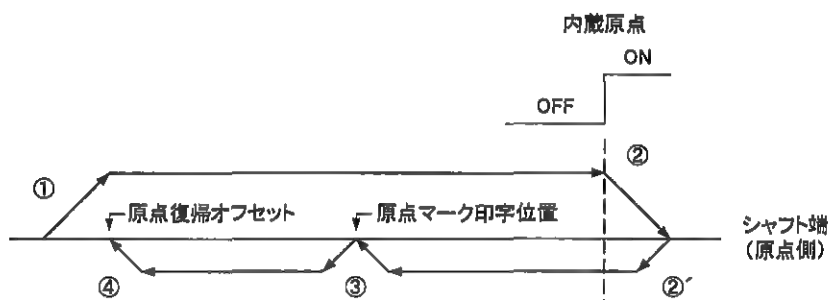 内蔵原点
ON
OFF
①
②
原点復帰オフセット
原点マーク印字位置
シャフト端
(原点側)
④
③
②´